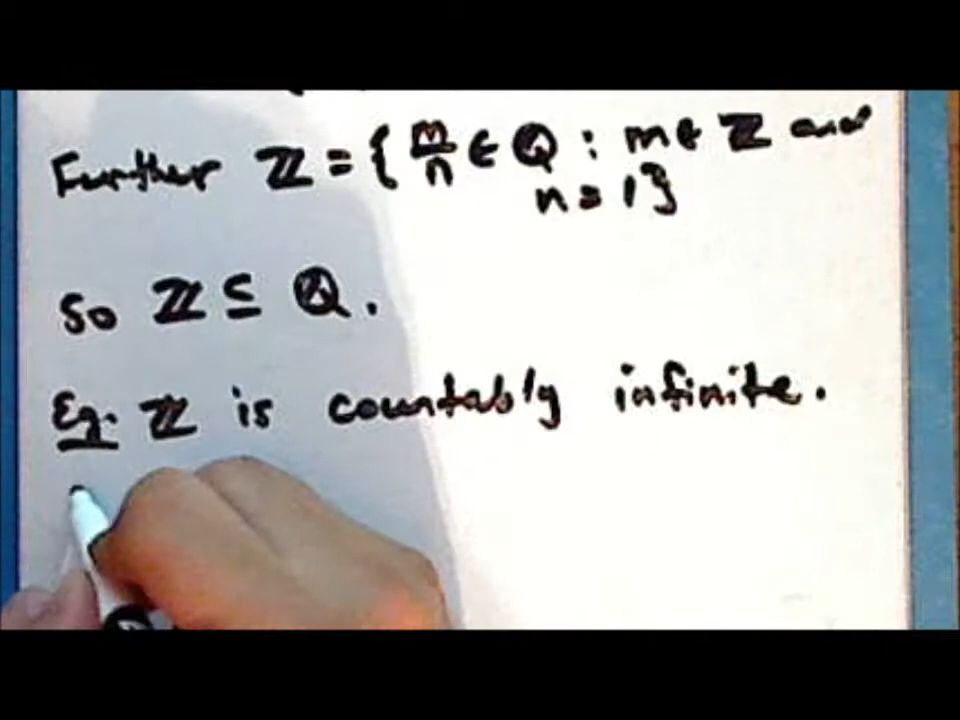 Further ℤ = { m/n ∈ ℚ : m ∈ ℤ and
n = 1}
So ℤ ⊆ ℚ.
Eg. ℤ is countably infinite.